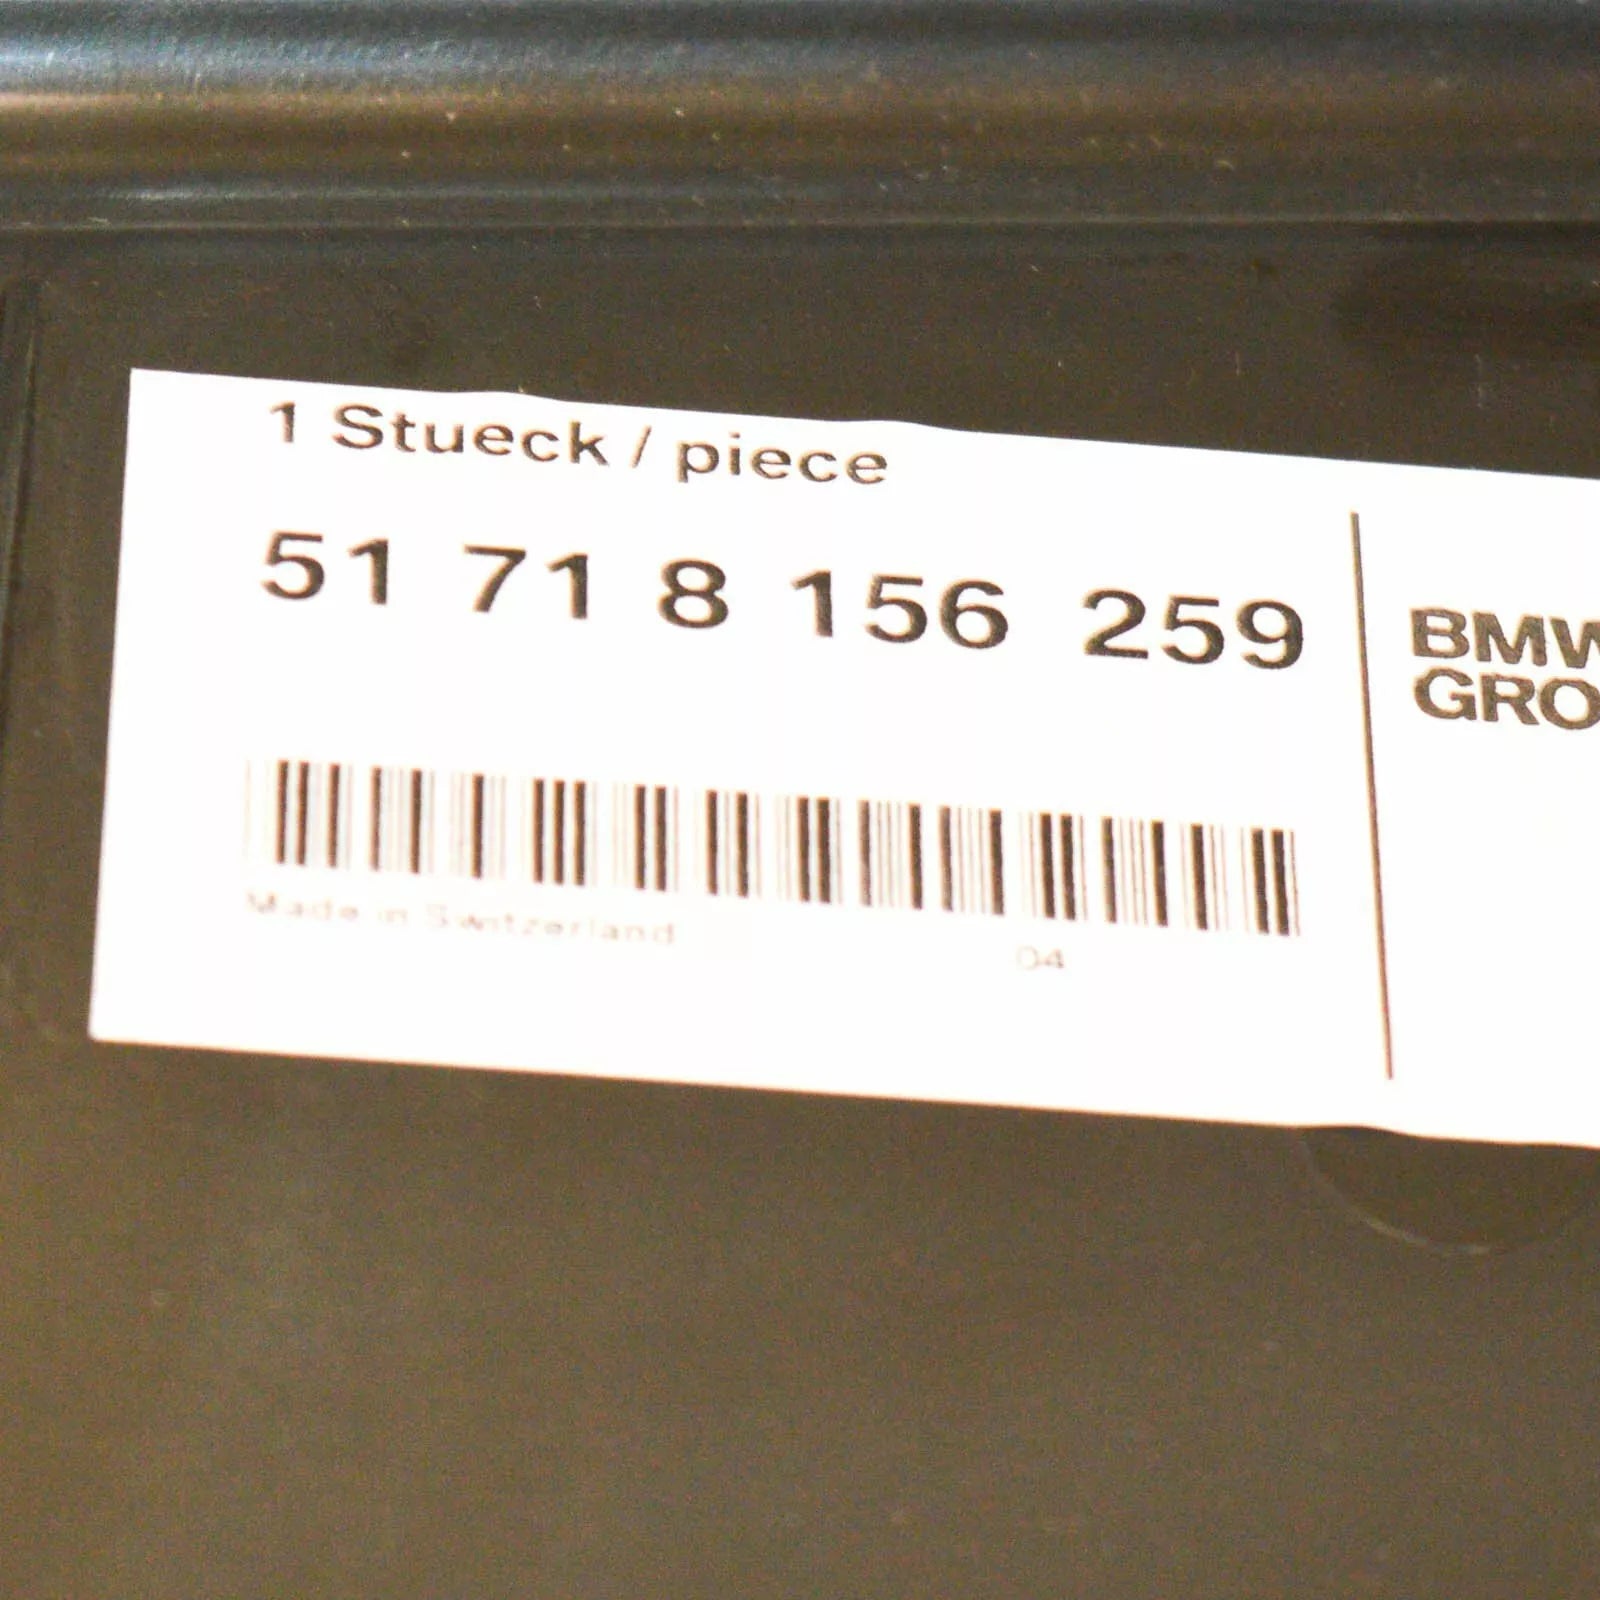 1 Stueck / piece
51 71 8 156 259
BMW
GRO
Made in Switzerland
04